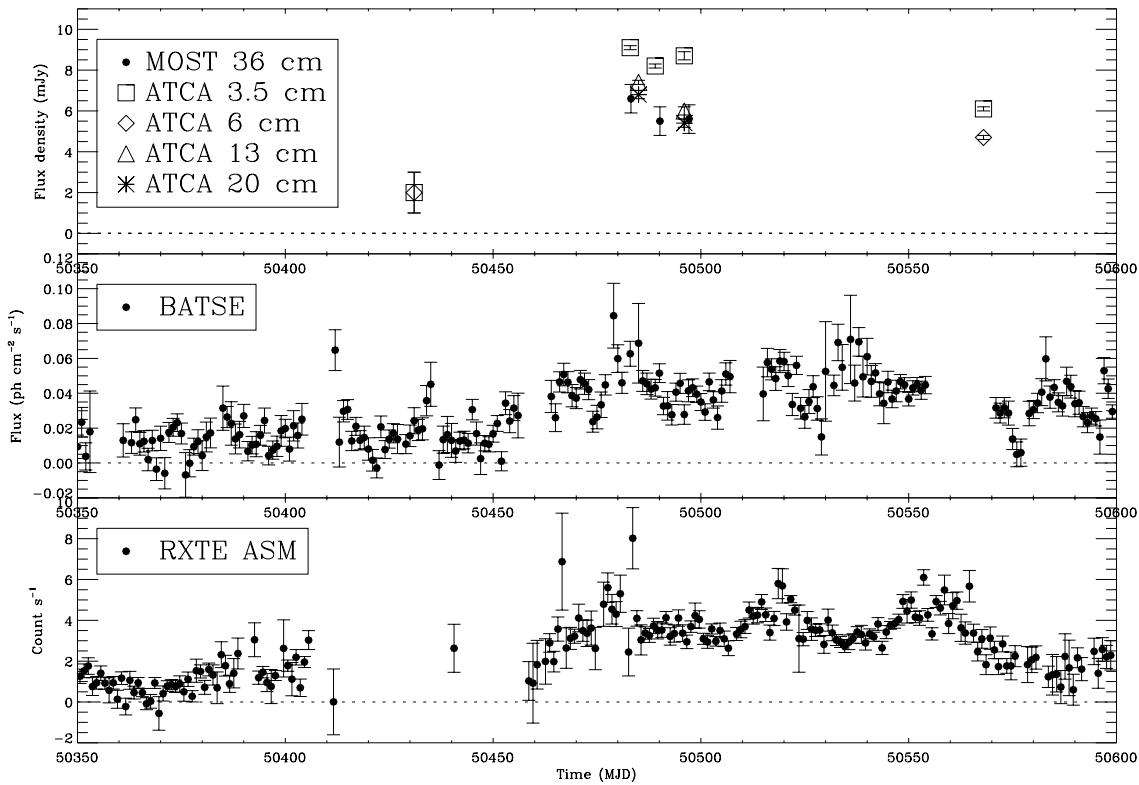 10
8
6
4
2
0
Flux density (mJy)
MOST 36 cm
ATCA 3.5 cm
ATCA 6 cm
ATCA 13 cm
ATCA 20 cm
50350 50400 50450 50500 50550 50600
0.12
0.10
0.08
0.06
0.04
0.02
0.00
−0.02
Flux (ph cm⁻² s⁻¹)
BATSE
50350 50400 50450 50500 50550 50600
10
8
6
4
2
0
−2
Count s⁻¹
RXTE ASM
50350 50400 50450 50500 50550 50600
Time (MJD)